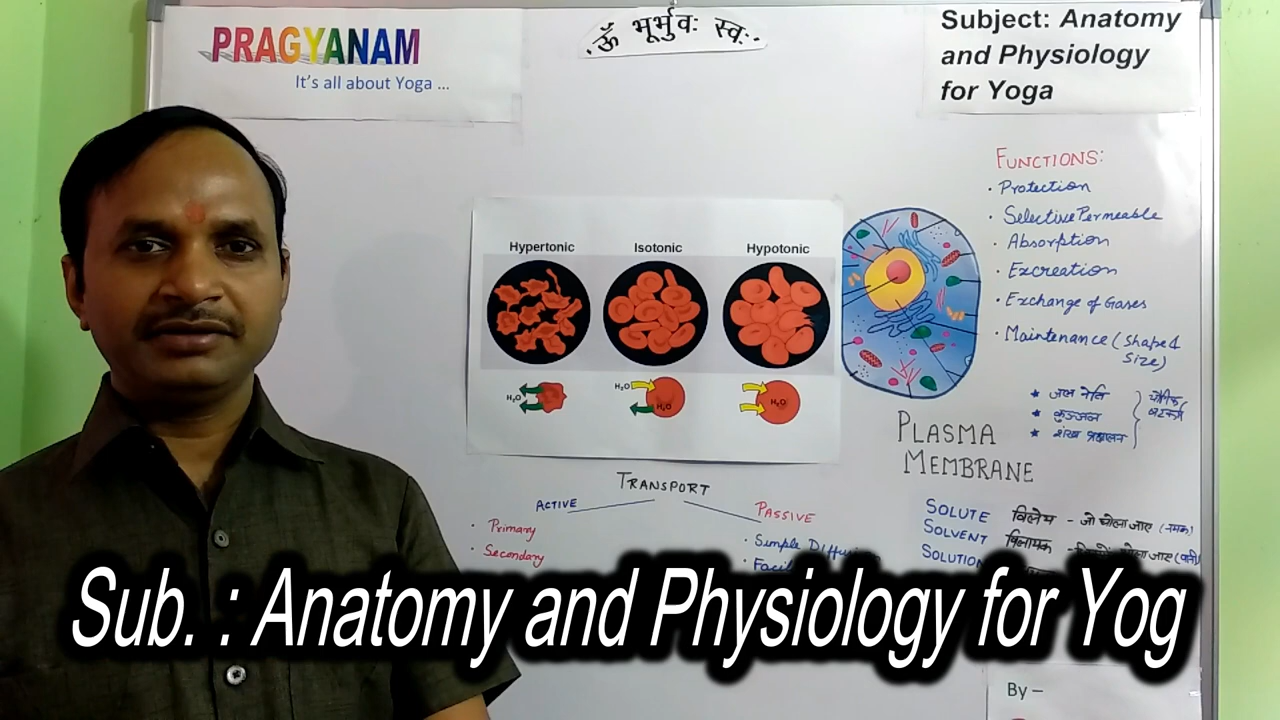 PRAGYANAM
It's all about Yoga ...
ॐ भूर्भुवः स्वः
Subject: Anatomy
and Physiology
for Yoga
FUNCTIONS:
· Protection
· Selective Permeable
· Absorption
· Excreation
· Exchange of Gases
· Maintenance (Shape &
Size)
Hypertonic
Isotonic
Hypotonic
H₂O
H₂O
H₂O
H₂O
★ जल नेति
★ कुञ्जल
★ शंख प्रक्षालन
PLASMA
MEMBRANE
TRANSPORT
ACTIVE
· Primary
· Secondary
PASSIVE
· Simple
SOLUTE विलेय - जो घोला जाए (नमक)
SOLVENT विलायक
SOLUTION
Sub. : Anatomy and Physiology for Yog
By –